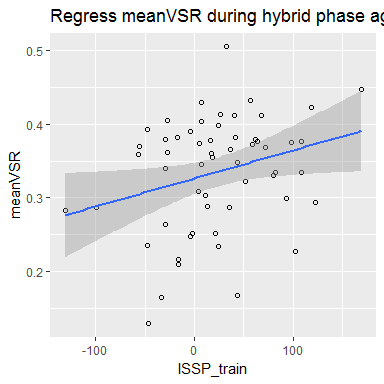 Regress meanVSR during hybrid phase ag
0.5
0.4
0.3
0.2
meanVSR
-100
0
100
ISSP_train